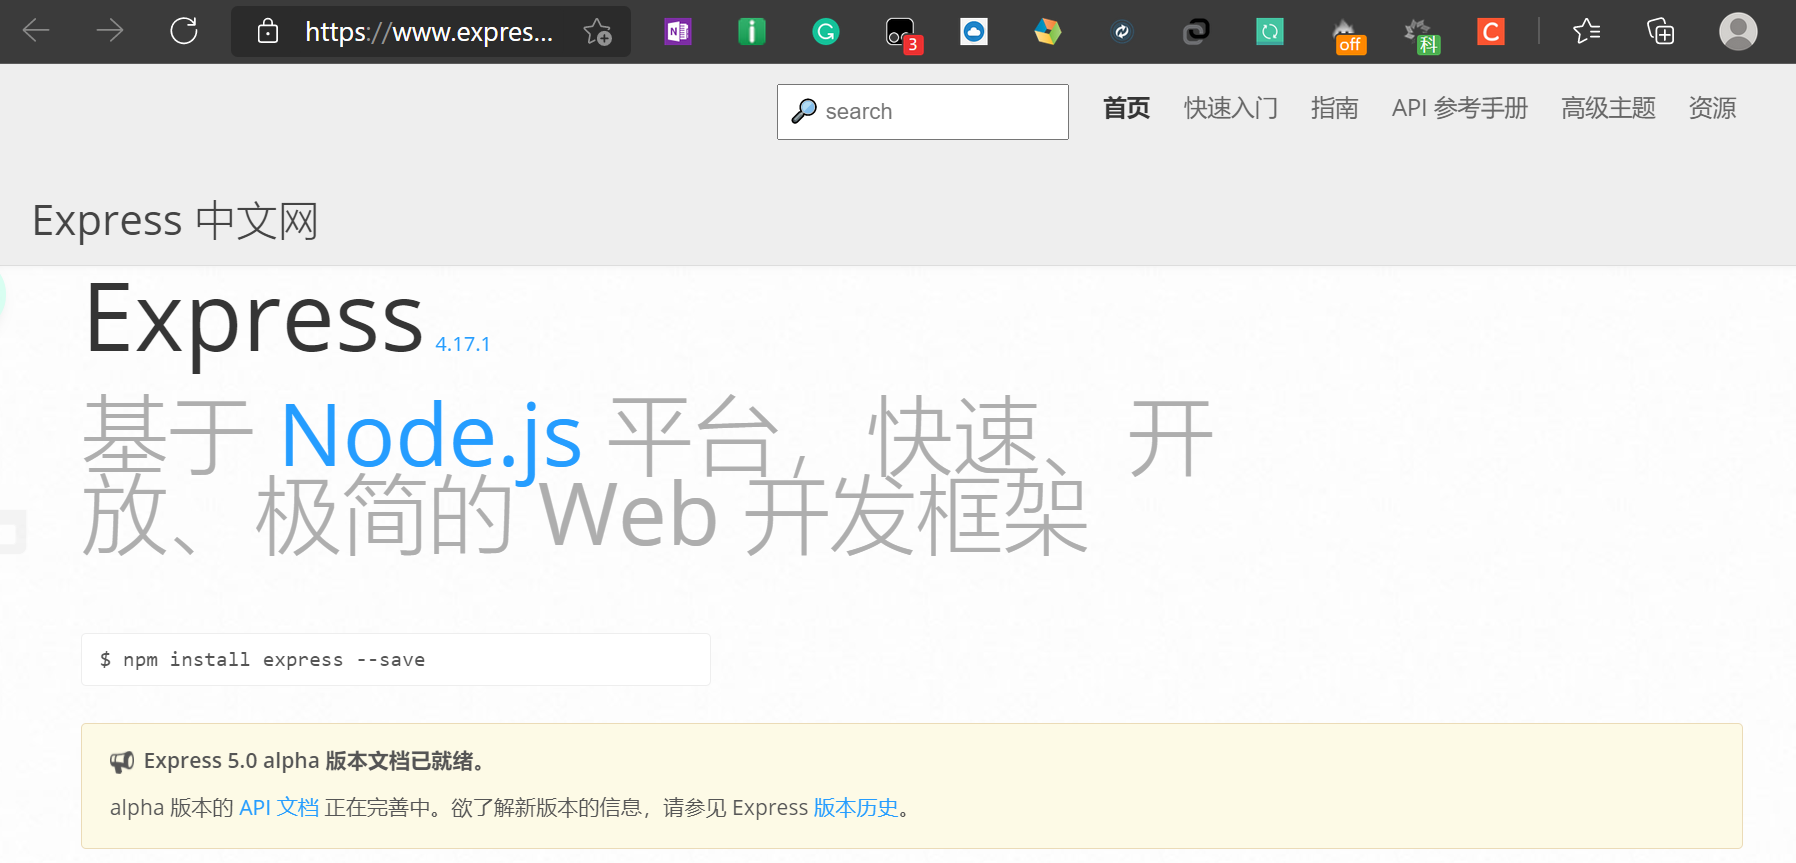 https://www.expres...
3
off
科
C
search
首页 快速入门 指南 API 参考手册 高级主题 资源
Express 中文网
Express 4.17.1
基于 Node.js 平台，快速、开
放、极简的 Web 开发框架
$ npm install express --save
Express 5.0 alpha 版本文档已就绪。
alpha 版本的 API 文档 正在完善中。欲了解新版本的信息，请参见 Express 版本历史。